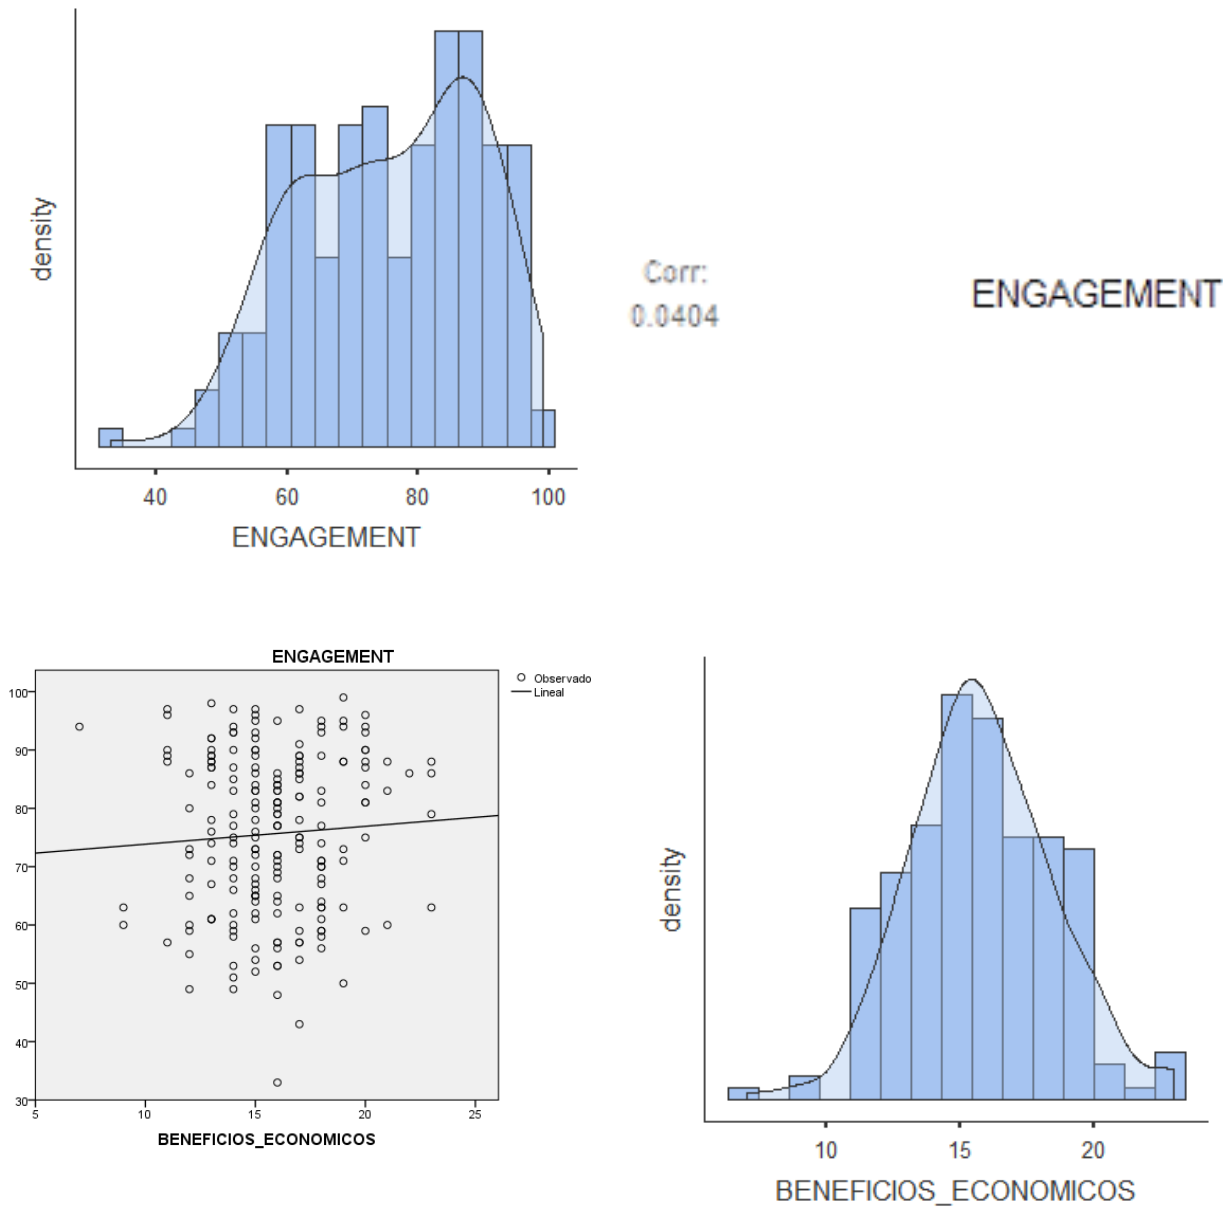 density
40 60 80 100
ENGAGEMENT
Corr:
0.0404
ENGAGEMENT
ENGAGEMENT
Observado
Lineal
100
90
80
70
60
50
40
30
5 10 15 20 25
BENEFICIOS_ECONOMICOS
density
10 15 20
BENEFICIOS_ECONOMICOS